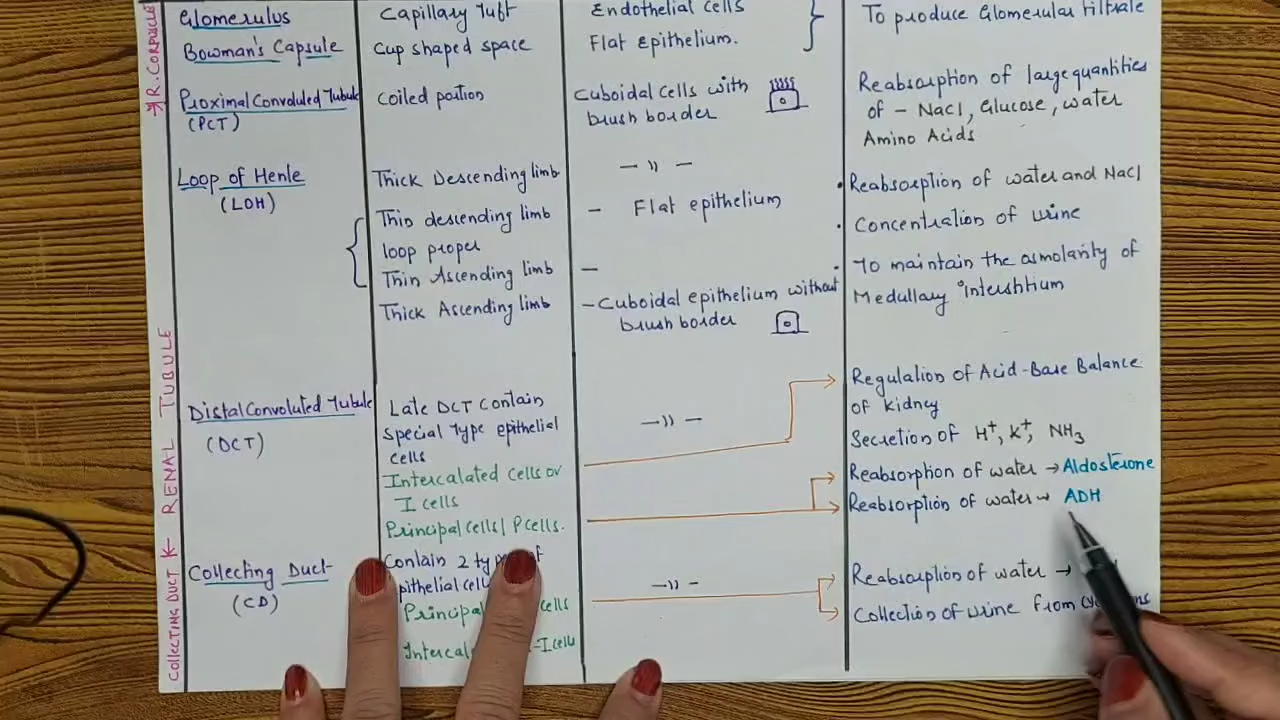 R. CORPUSCLE
Glomerulus
Capillary Tuft
Endothelial cells
To produce Glomerular filtrate
Bowman's Capsule
Cup shaped space
Flat Epithelium.
Proximal Convoluted Tubule
(PCT)
Coiled portion
Cuboidal cells with
brush border
Reabsorption of large quantities
of - NaCl, Glucose, water
Amino Acids
Loop of Henle
(LOH)
Thick Descending limb
- 〃 -
• Reabsorption of water and NaCl
Thin descending limb
- Flat epithelium
• Concentration of urine
loop proper
Thin Ascending limb
-
• To maintain the osmolarity of
Medullary Interstitium
Thick Ascending limb
- Cuboidal epithelium without
brush border
RENAL TUBULE
Distal Convoluted Tubule
(DCT)
Late DCT contain
special type epithelial
cells
Intercalated cells or
I cells
Principal cells / P cells.
- 〃 -
Regulation of Acid-Base Balance
of kidney
Secretion of H⁺, K⁺, NH₃
Reabsorption of water → Aldosterone
Reabsorption of water → ADH
COLLECTING DUCT
Collecting Duct
(CD)
Contain 2 of
epithelial
Principal cells
Intercal -I cells
- 〃 -
Reabsorption of water →
Collection of urine from